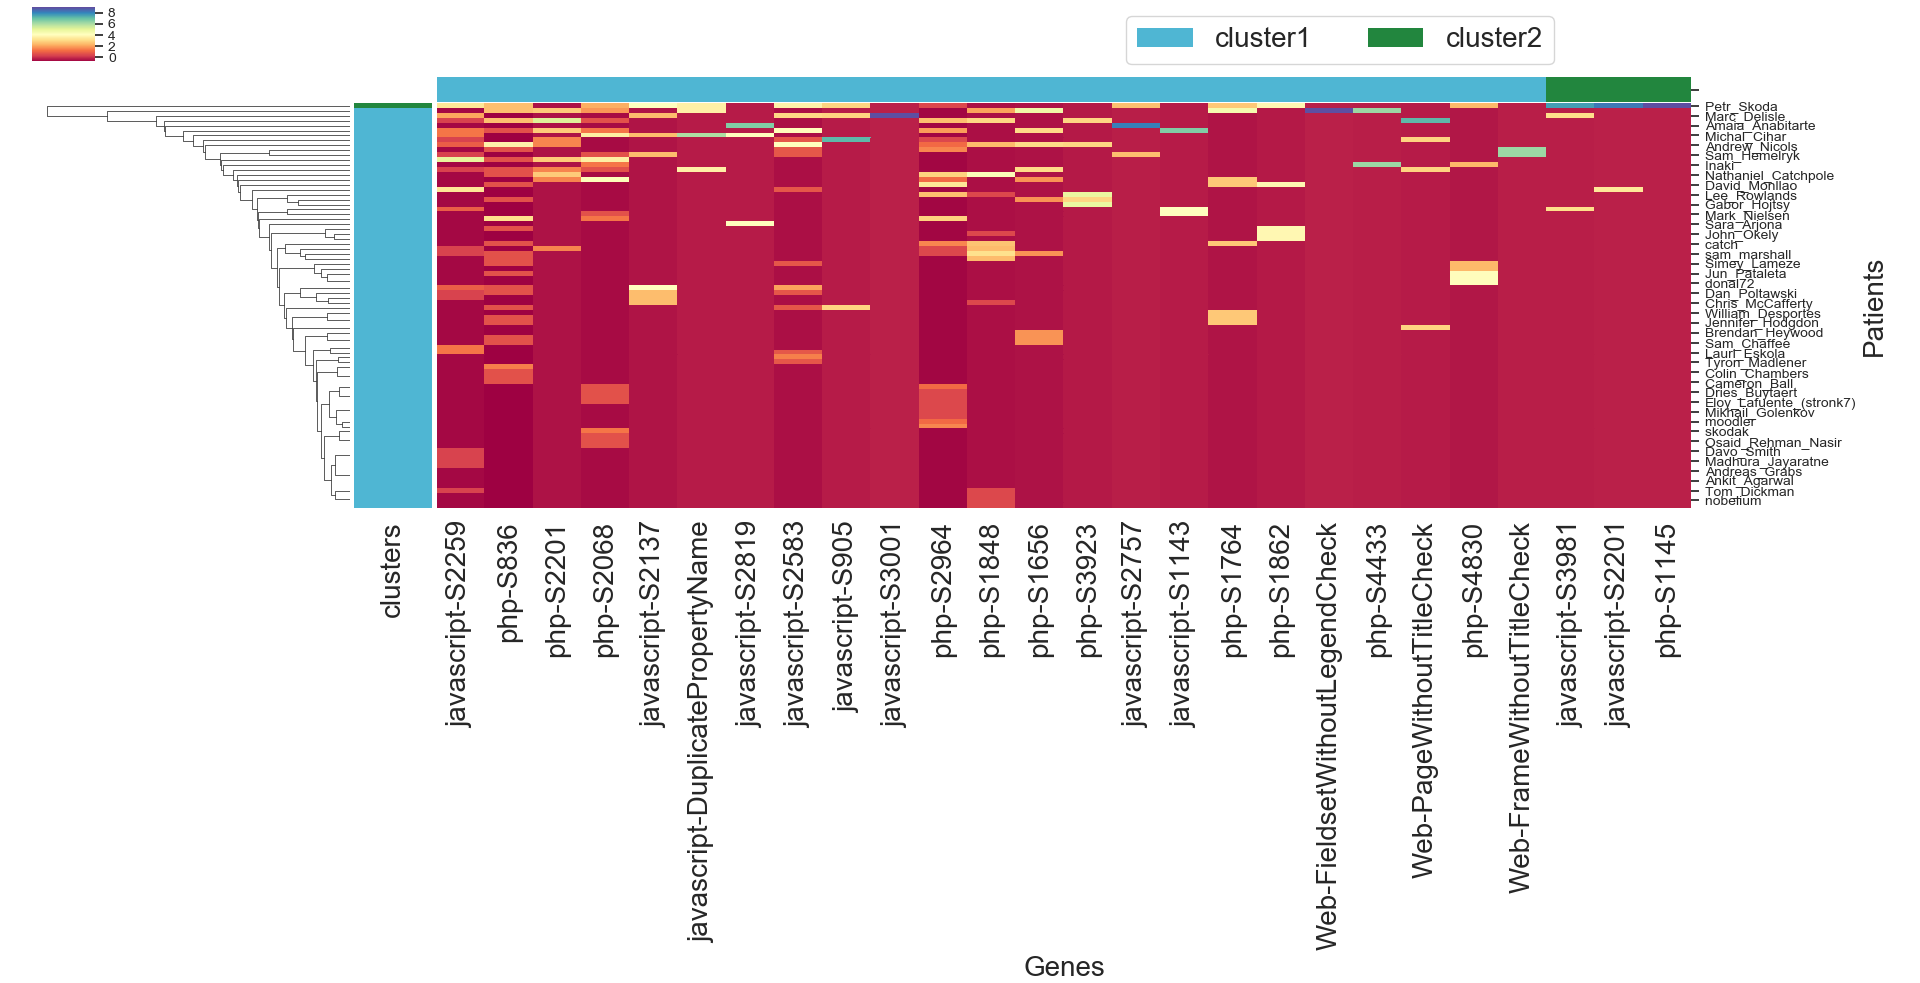 8
6
4
2
0
cluster1 cluster2
Petr_Skoda
Marc_Delisle
Amaia_Anabitarte
Michal_Cihar
Andrew_Nicols
Sam_Hemelryk
Inaki
Nathaniel_Catchpole
David_Monllao
Lee_Rowlands
Gabor_Hojtsy
Mark_Nielsen
Sara_Arjona
John_Okely
catch
sam_marshall
Simey_Lameze
Jun_Pataleta
donal72
Dan_Poltawski
Chris_McCafferty
William_Desportes
Jennifer_Hodgdon
Brendan_Heywood
Sam_Chaffee
Lauri_Eskola
Tyron_Madlener
Colin_Chambers
Cameron_Ball
Dries_Buytaert
Eloy_Lafuente_(stronk7)
Mikhail_Golenkov
moodler
skodak
Osaid_Rehman_Nasir
Davo_Smith
Madhura_Jayaratne
Andreas_Grabs
Ankit_Agarwal
Tom_Dickman
nobelium
Patients
clusters
javascript-S2259
php-S836
php-S2201
php-S2068
javascript-S2137
javascript-DuplicatePropertyName
javascript-S2819
javascript-S2583
javascript-S905
javascript-S3001
php-S2964
php-S1848
php-S1656
php-S3923
javascript-S2757
javascript-S1143
php-S1764
php-S1862
Web-FieldsetWithoutLegendCheck
php-S4433
Web-PageWithoutTitleCheck
php-S4830
Web-FrameWithoutTitleCheck
javascript-S3981
javascript-S2201
php-S1145
Genes